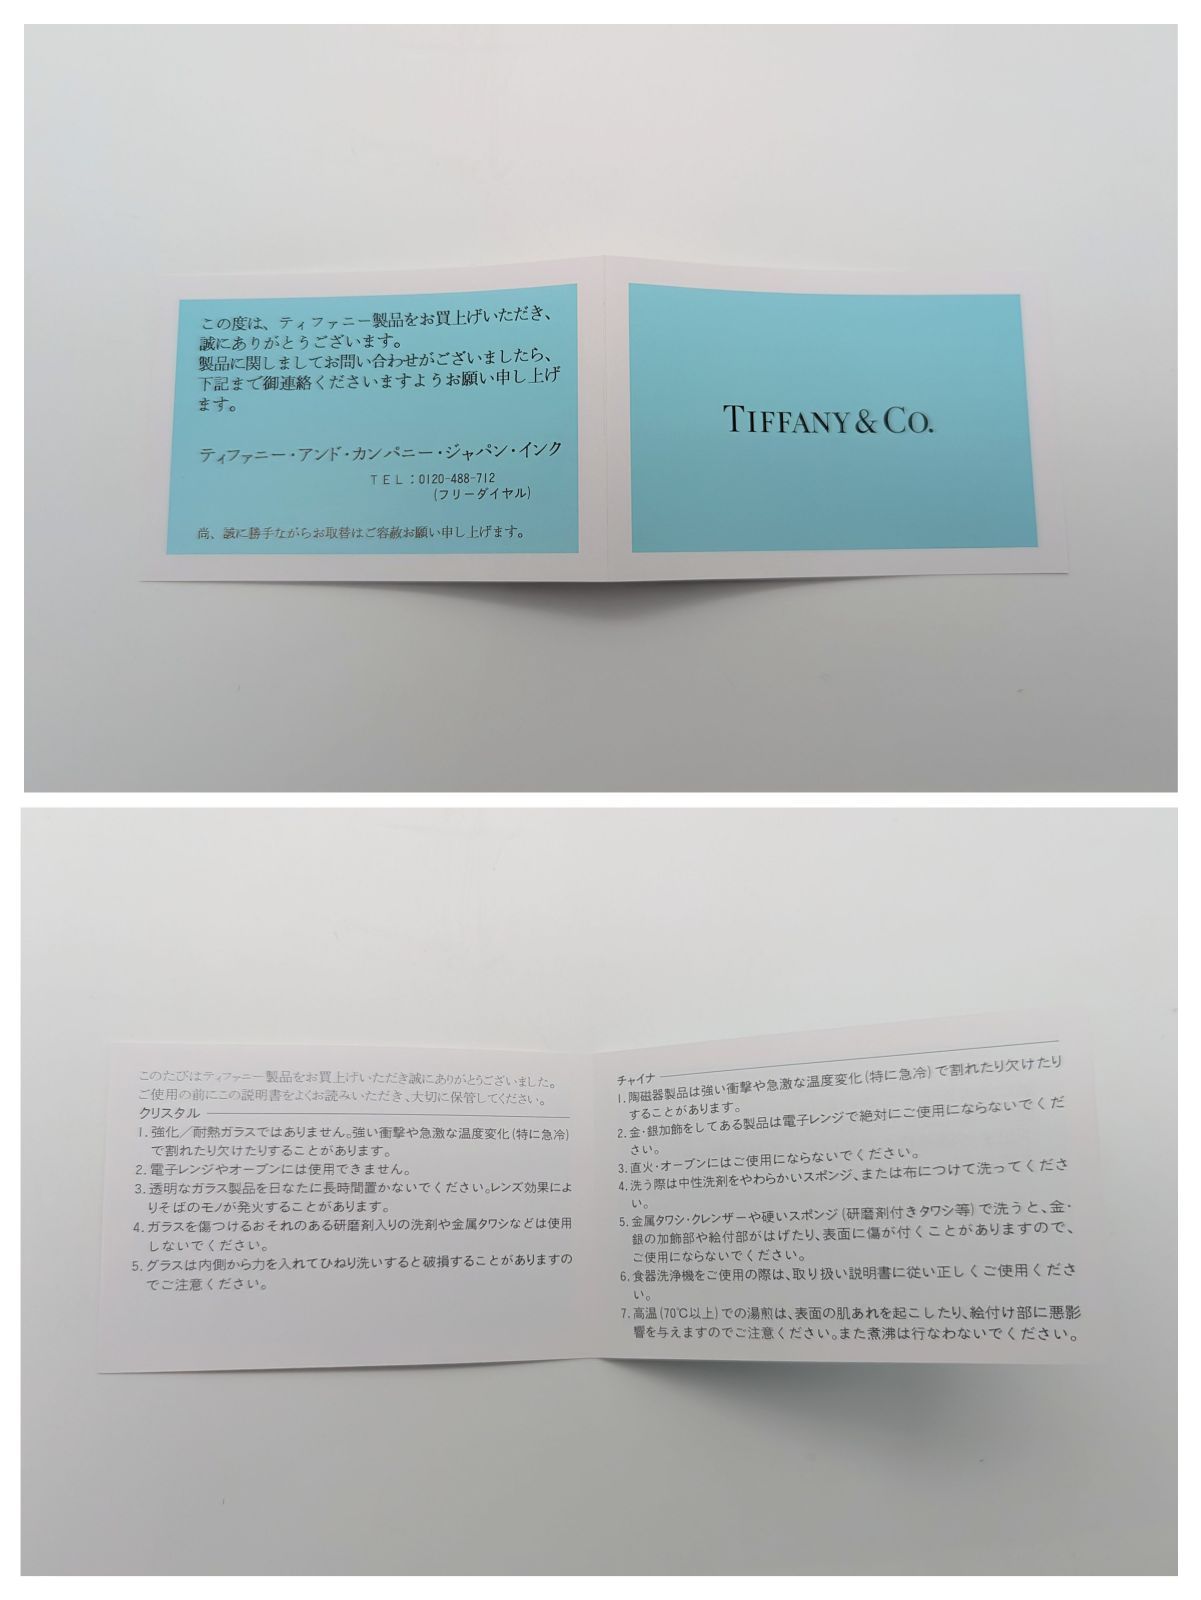 この度は、ティファニー製品をお買上げいただき、
誠にありがとうございます。
製品に関しましてお問い合わせがございましたら、
下記まで御連絡くださいますようお願い申し上げ
ます。
ティファニー・アンド・カンパニー・ジャパン・インク
TEL:0120-488-712
(フリーダイヤル)
尚、誠に勝手ながらお取替はご容赦お願い申し上げます。
TIFFANY & CO.
このたびはティファニー製品をお買上げいただき誠にありがとうございました。
ご使用の前にこの説明書をよくお読みいただき、大切に保管してください。
クリスタル
1. 強化／耐熱ガラスではありません。強い衝撃や急激な温度変化(特に急冷)
で割れたり欠けたりすることがあります。
2. 電子レンジやオーブンには使用できません。
3. 透明なガラス製品を日なたに長時間置かないでください。レンズ効果によ
りそばのモノが発火することがあります。
4. ガラスを傷つけるおそれのある研磨剤入りの洗剤や金属タワシなどは使用
しないでください。
5. グラスは内側から力を入れてひねり洗いすると破損することがありますの
でご注意ください。
チャイナ
1. 陶磁器製品は強い衝撃や急激な温度変化(特に急冷)で割れたり欠けたり
することがあります。
2. 金・銀加飾をしてある製品は電子レンジで絶対にご使用にならないでくだ
さい。
3. 直火・オーブンにはご使用にならないでください。
4. 洗う際は中性洗剤をやわらかいスポンジ、または布につけて洗ってくださ
い。
5. 金属タワシ・クレンザーや硬いスポンジ(研磨剤付きタワシ等)で洗うと、金・
銀の加飾部や絵付部がはげたり、表面に傷が付くことがありますので、
ご使用にならないでください。
6. 食器洗浄機をご使用の際は、取り扱い説明書に従い正しくご使用くださ
い。
7. 高温(70℃以上)での湯煎は、表面の肌あれを起こしたり、絵付け部に悪影
響を与えますのでご注意ください。また煮沸は行なわないでください。